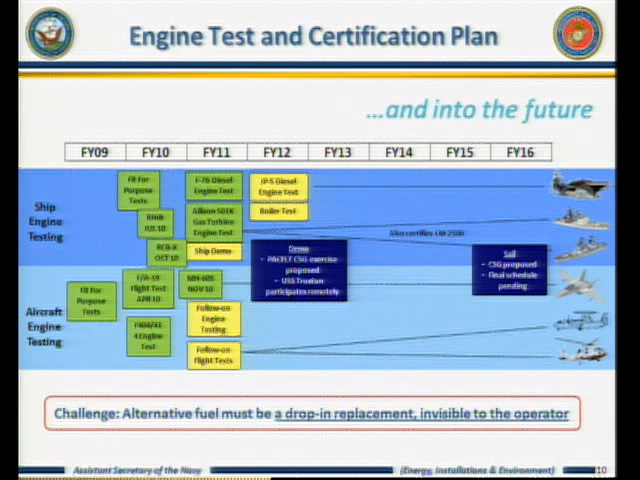 Engine Test and Certification Plan
...and into the future
FY09 FY10 FY11 FY12 FY13 FY14 FY15 FY16
Ship
Engine
Testing
Fit For
Purpose
Tests
RIB-X
OCT 10
JUL 10
F-76 Diesel
Engine Test
Allison 501K
Gas Turbine
Engine Test
Ship Demo
JP-5 Diesel
Engine Test
Boiler Test
Also certifies LM 2500
Demo
• PACFLT CSG exercise
proposed
• USS Truxtun
participates remotely
Sail
• CSG proposed
• Final schedule
pending
Aircraft
Engine
Testing
Fit For
Purpose
Tests
Flight Test
APR 10
Engine
Test
NOV 10
Follow-on
Engine
Testing
Follow-on
Flight Tests
Challenge: Alternative fuel must be a drop-in replacement, invisible to the operator
Assistant Secretary of the Navy
(Energy, Installations & Environment)
10